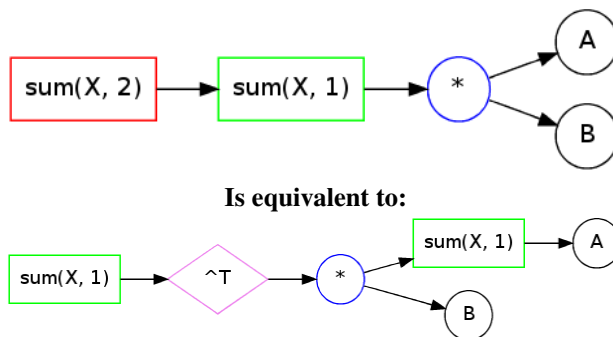 A
sum(X, 2) sum(X, 1) *
B
Is equivalent to:
sum(X, 1) A
sum(X, 1) ^T *
B